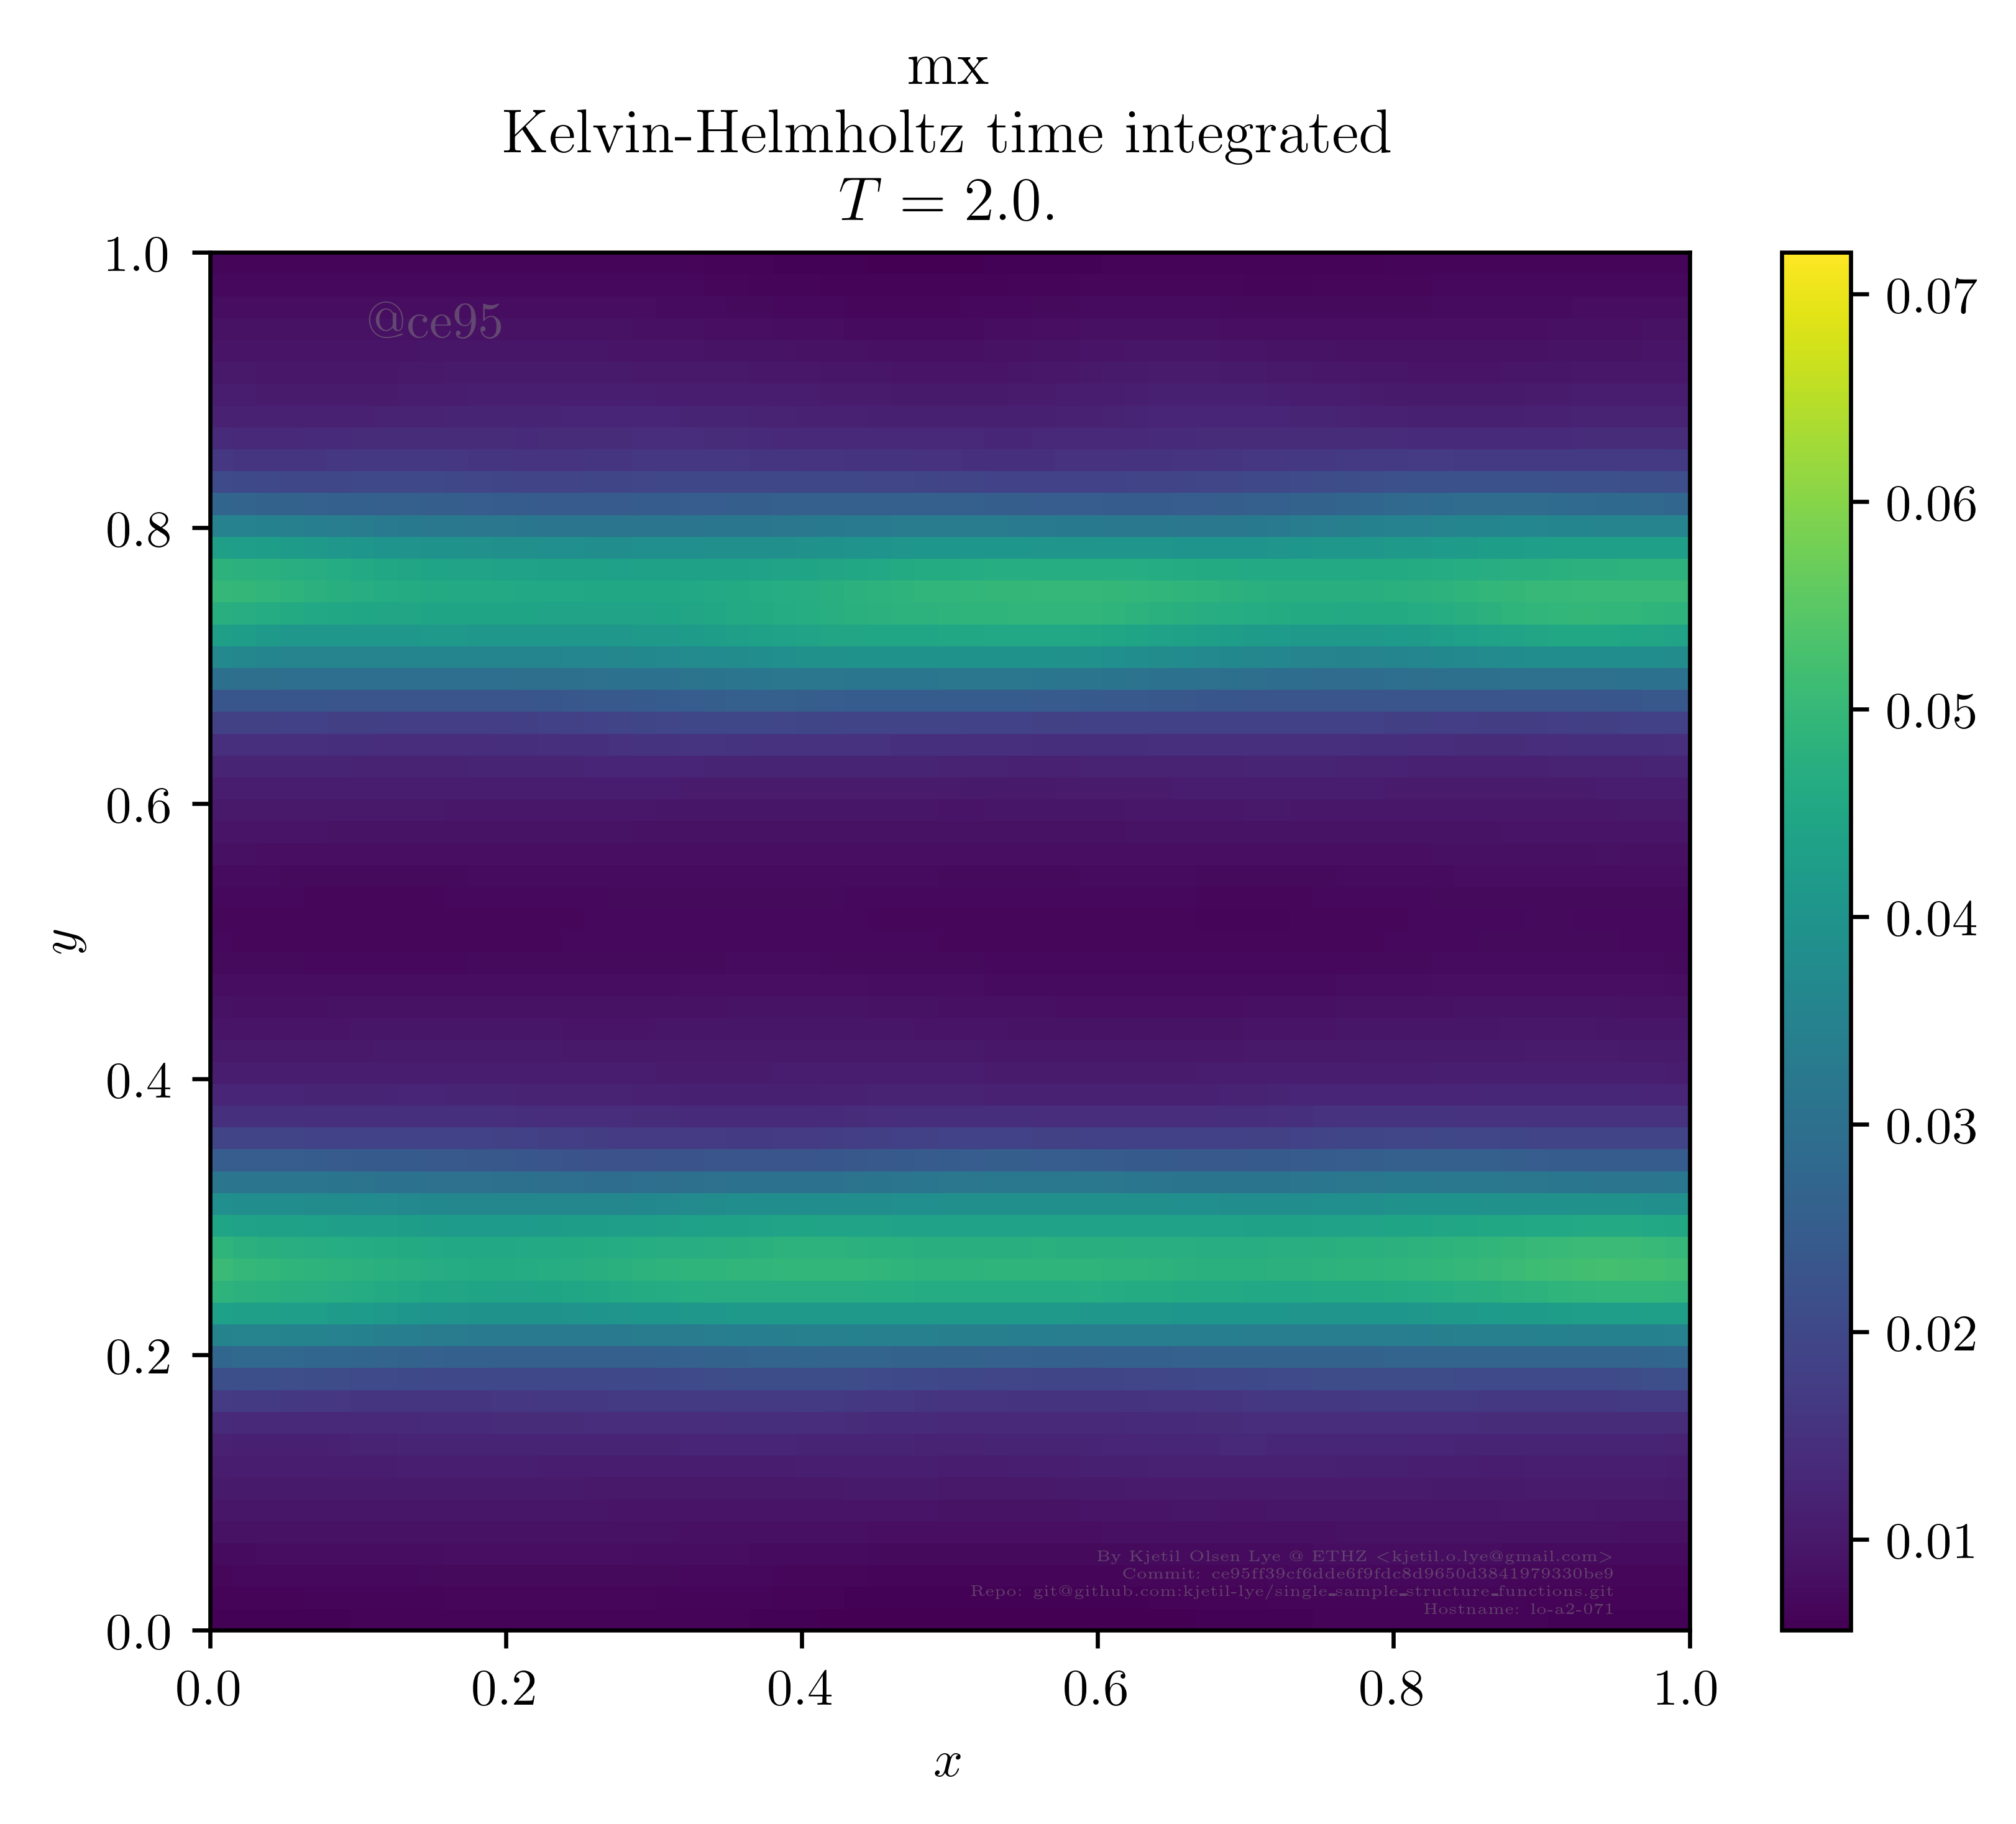 mx
Kelvin-Helmholtz time integrated
T = 2.0.
1.0
0.8
0.6
0.4
0.2
0.0
y
@ce95
By Kjetil Olsen Lye @ ETHZ <kjetil.o.lye@gmail.com>
Commit: ce95ff39cf6dde6f9fdc8d9650d3841979330be9
Repo: git@github.com:kjetil-lye/single_sample_structure_functions.git
Hostname: lo-a2-071
0.0 0.2 0.4 0.6 0.8 1.0
x
0.07
0.06
0.05
0.04
0.03
0.02
0.01